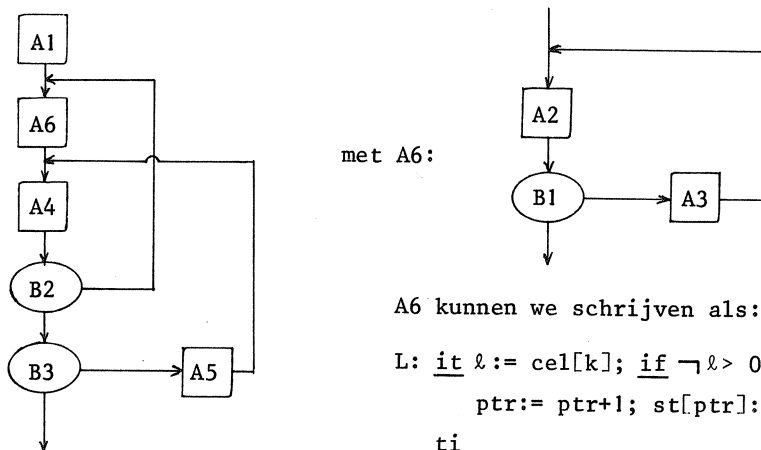 A1
A6
A4
B2
B3
A5
met A6:
A2
B1
A3
A6 kunnen we schrijven als:
L: it ℓ:= cel[k]; if ¬ℓ> 0
ptr:= ptr+1; st[ptr]:
ti